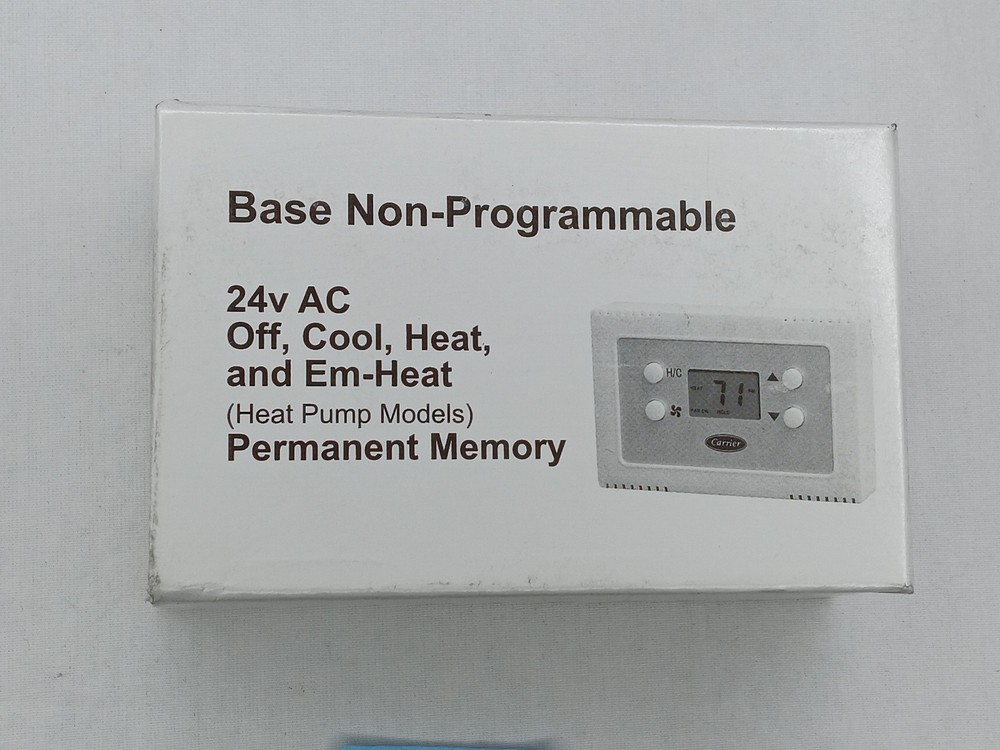 Base Non-Programmable
24v AC
Off, Cool, Heat,
and Em-Heat
(Heat Pump Models)
Permanent Memory
H/C
71
Carrier